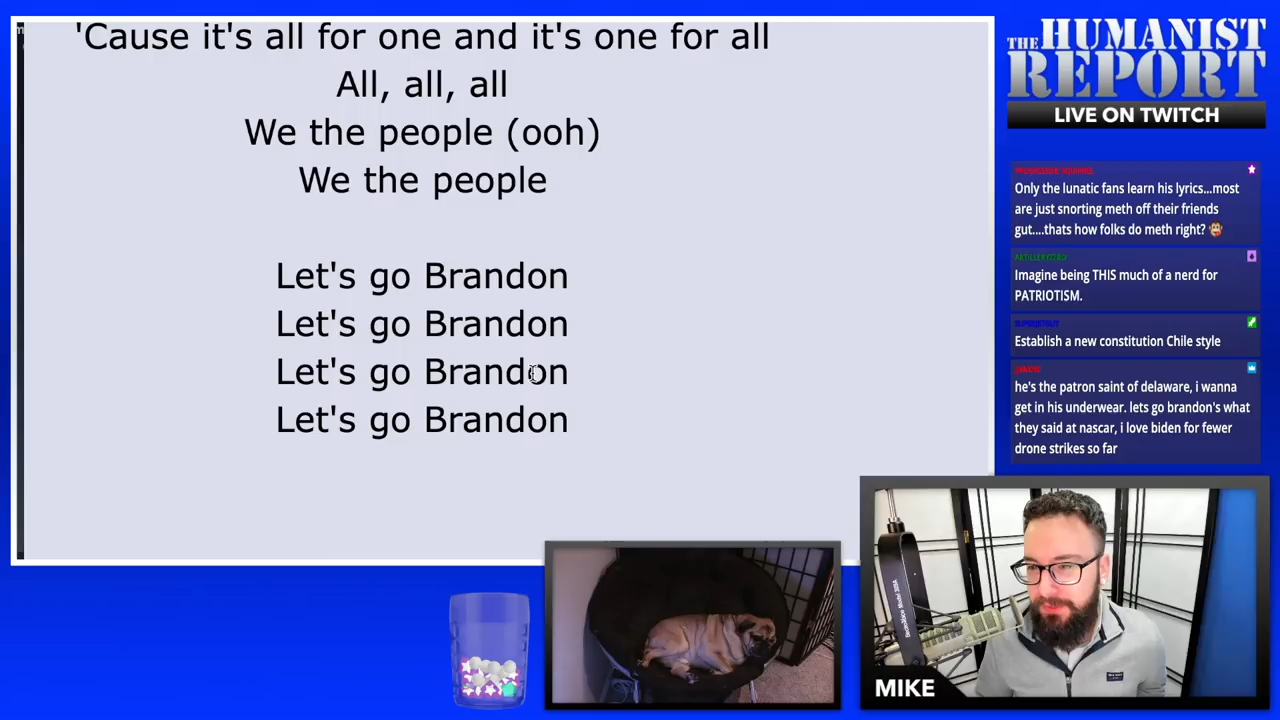 'Cause it's all for one and it's one for all
All, all, all
We the people (ooh)
We the people
Let's go Brandon
Let's go Brandon
Let's go Brandon
Let's go Brandon
THE HUMANIST
REPORT
LIVE ON TWITCH
Only the lunatic fans learn his lyrics...most
are just snorting meth off their friends
gut....thats how folks do meth right?
Imagine being THIS much of a nerd for
PATRIOTISM.
Establish a new constitution Chile style
he's the patron saint of delaware, i wanna
get in his underwear. lets go brandon's what
they said at nascar, i love biden for fewer
drone strikes so far
MIKE